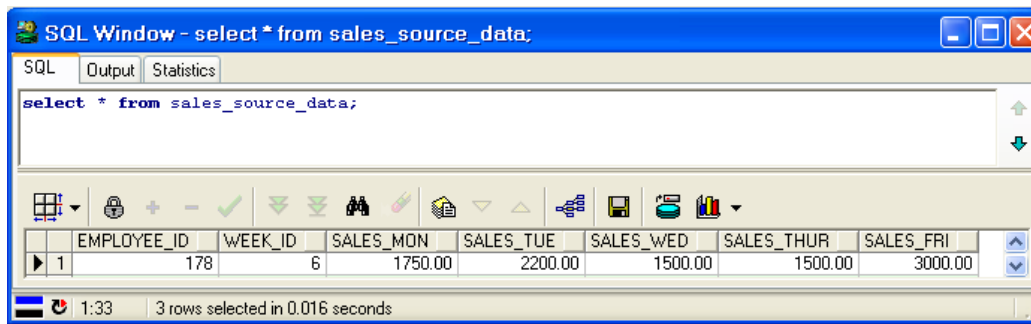 SQL Window - select * from sales_source_data;
SQL Output Statistics
select * from sales_source_data;
EMPLOYEE_ID WEEK_ID SALES_MON SALES_TUE SALES_WED SALES_THUR SALES_FRI
1 178 6 1750.00 2200.00 1500.00 1500.00 3000.00
1:33 3 rows selected in 0.016 seconds